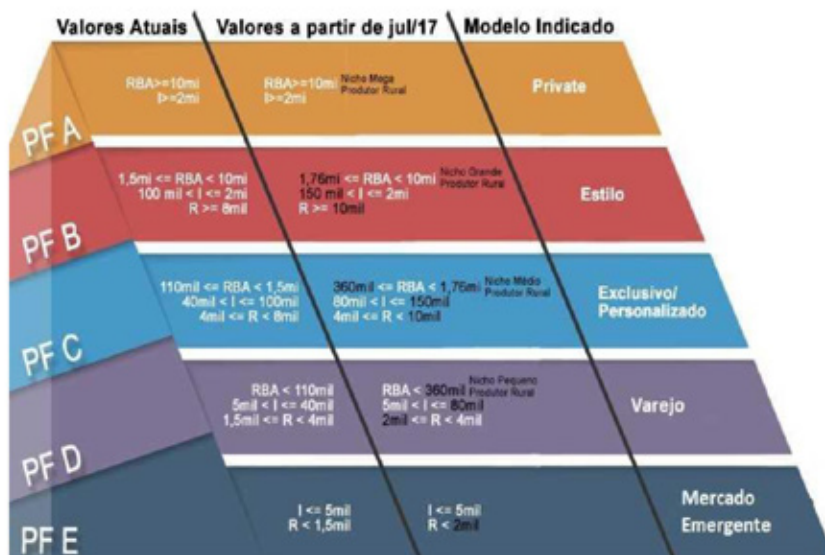 Valores Atuais
Valores a partir de jul/17
Modelo Indicado
PF A
RBA>=10mi
I>=2mi
RBA>=10mi
I>=2mi
Nicho Mega
Produtor Rural
Private
PF B
1,5mi <= RBA < 10mi
100 mil < I <= 2mi
R >= 8mil
1,76mi <= RBA < 10mi
150 mil < I <= 2mi
R >= 10mil
Nicho Grande
Produtor Rural
Estilo
PF C
110mil <= RBA < 1,5mi
40mil < I <= 100mil
4mil <= R < 8mil
360mil <= RBA < 1,76mi
80mil < I <= 150mil
4mil <= R < 10mil
Nicho Médio
Produtor Rural
Exclusivo/
Personalizado
PF D
RBA < 110mil
5mil < I <= 40mil
1,5mil <= R < 4mil
RBA < 360mil
5mil < I <= 80mil
2mil <= R < 4mil
Nicho Pequeno
Produtor Rural
Varejo
PF E
I <= 5mil
R < 1,5mil
I <= 5mil
R < 2mil
Mercado
Emergente